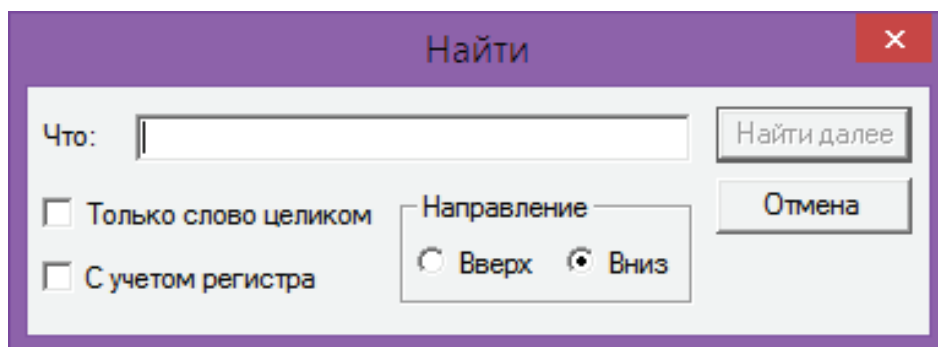 Найти
Что:
Найти далее
Только слово целиком
Направление
Отмена
Вверх
Вниз
С учетом регистра